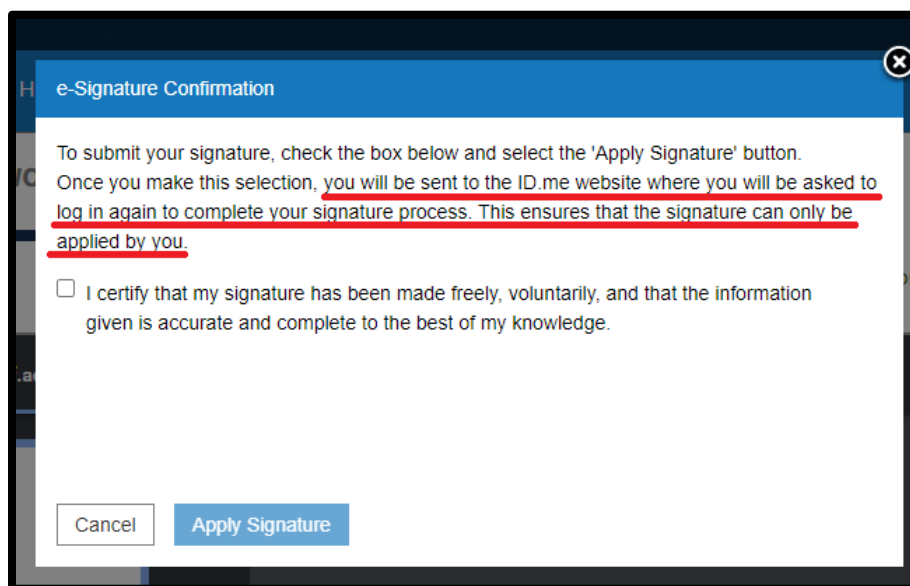 e-Signature Confirmation
To submit your signature, check the box below and select the 'Apply Signature' button.
Once you make this selection, you will be sent to the ID.me website where you will be asked to
log in again to complete your signature process. This ensures that the signature can only be
applied by you.
I certify that my signature has been made freely, voluntarily, and that the information
given is accurate and complete to the best of my knowledge.
Cancel
Apply Signature